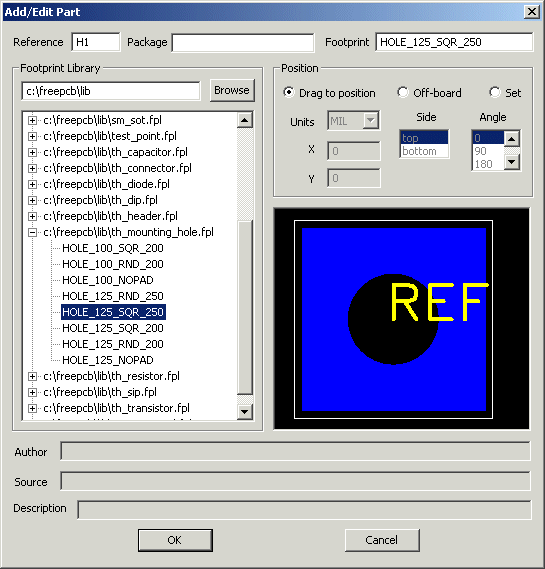 Add/Edit Part
Reference H1 Package Footprint HOLE_125_SQR_250
Footprint Library
c:\freepcb\lib Browse
c:\freepcb\lib\sm_sot.fpl
c:\freepcb\lib\test_point.fpl
c:\freepcb\lib\th_capacitor.fpl
c:\freepcb\lib\th_connector.fpl
c:\freepcb\lib\th_diode.fpl
c:\freepcb\lib\th_dip.fpl
c:\freepcb\lib\th_header.fpl
c:\freepcb\lib\th_mounting_hole.fpl
HOLE_100_SQR_200
HOLE_100_RND_200
HOLE_100_NOPAD
HOLE_125_RND_250
HOLE_125_SQR_250
HOLE_125_SQR_200
HOLE_125_RND_200
HOLE_125_NOPAD
c:\freepcb\lib\th_resistor.fpl
c:\freepcb\lib\th_sip.fpl
c:\freepcb\lib\th_transistor.fpl
Position
Drag to position Off-board Set
Units MIL Side Angle
top 0
bottom 90
180
X 0
Y 0
REF
Author
Source
Description
OK Cancel